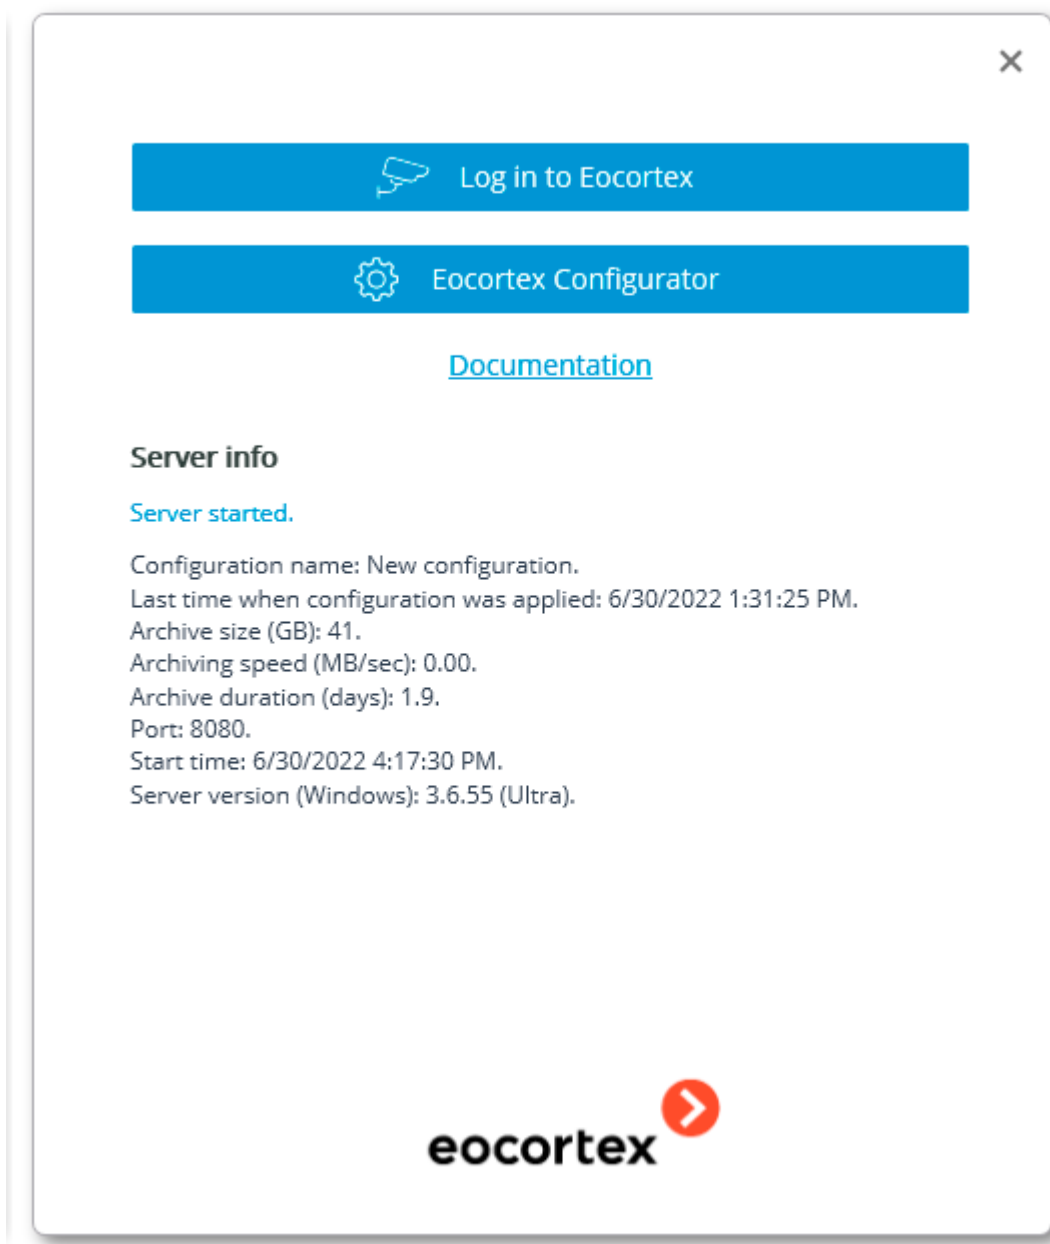 Log in to Eocortex
Eocortex Configurator
Documentation
Server info
Server started.
Configuration name: New configuration.
Last time when configuration was applied: 6/30/2022 1:31:25 PM.
Archive size (GB): 41.
Archiving speed (MB/sec): 0.00.
Archive duration (days): 1.9.
Port: 8080.
Start time: 6/30/2022 4:17:30 PM.
Server version (Windows): 3.6.55 (Ultra).
eocortex